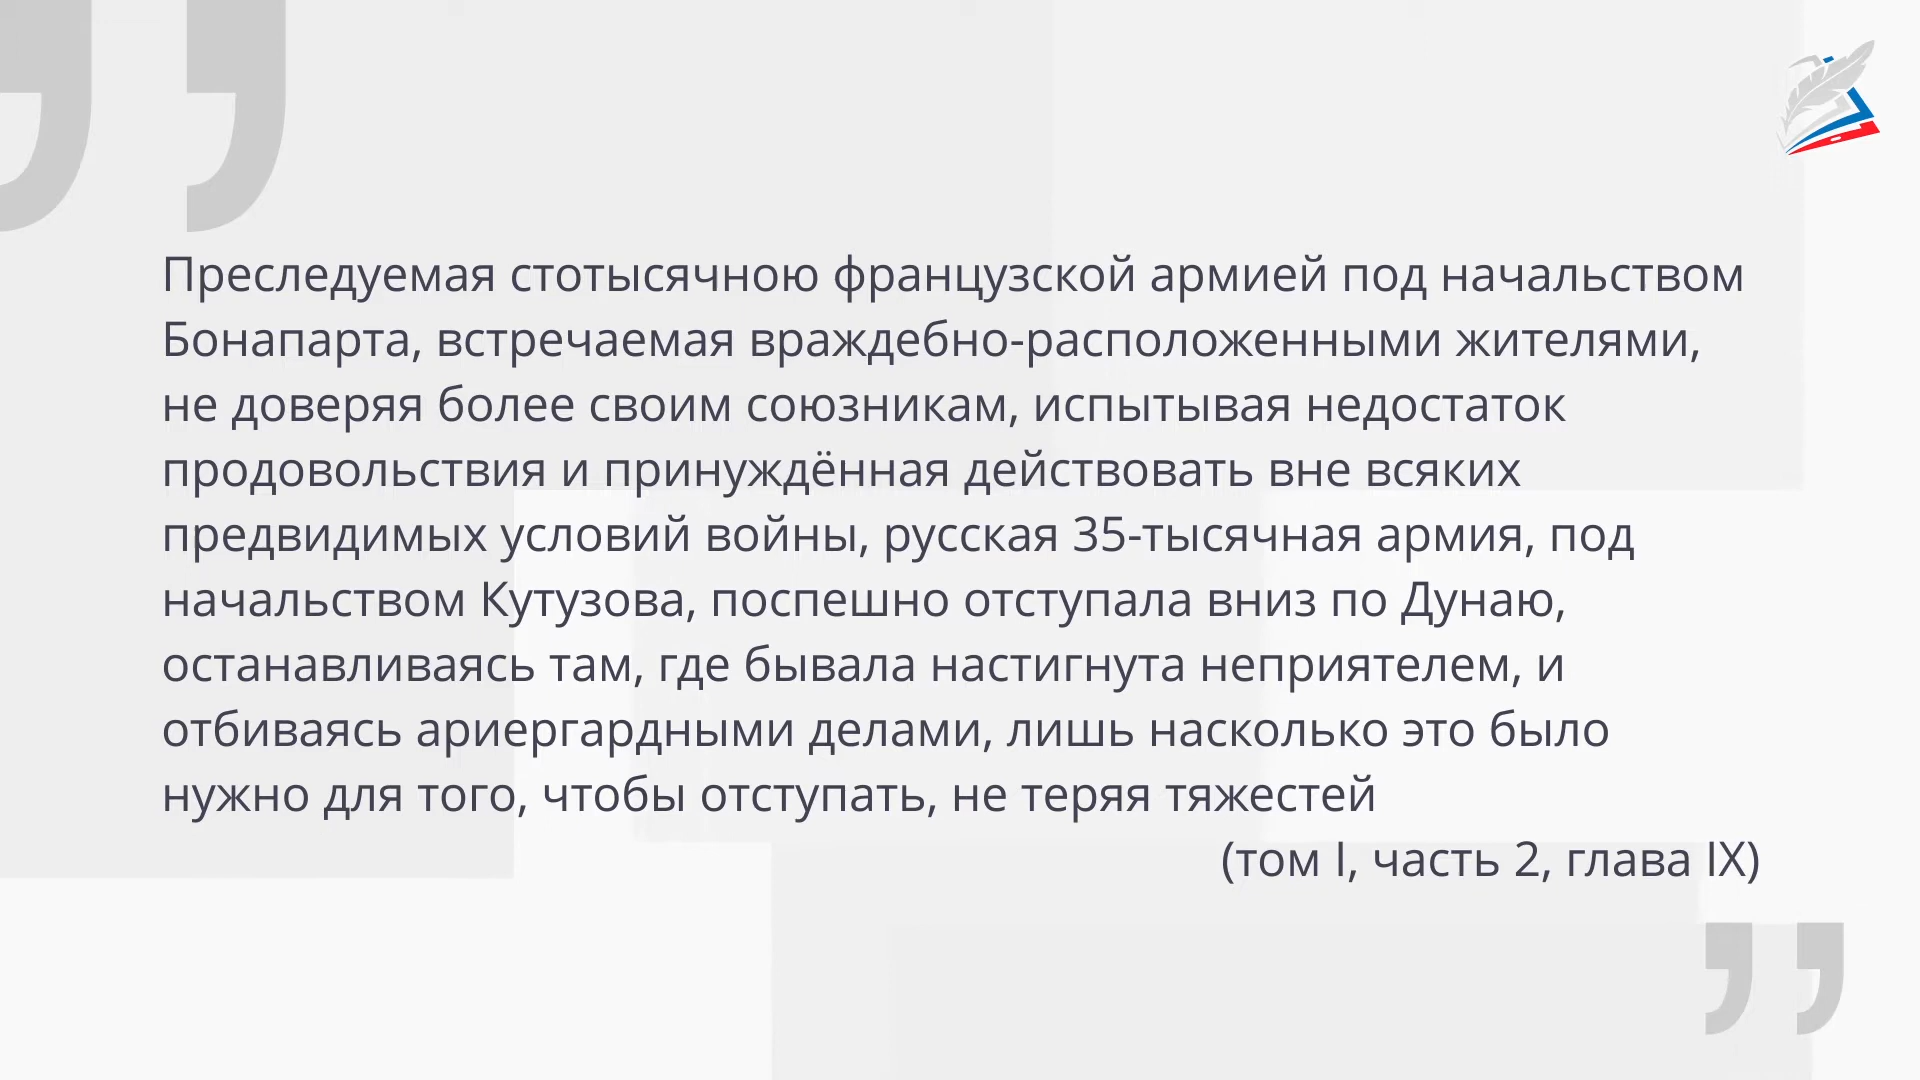 Преследуемая стотысячною французской армией под начальством
Бонапарта, встречаемая враждебно-расположенными жителями,
не доверяя более своим союзникам, испытывая недостаток
продовольствия и принуждённая действовать вне всяких
предвидимых условий войны, русская 35-тысячная армия, под
начальством Кутузова, поспешно отступала вниз по Дунаю,
останавливаясь там, где бывала настигнута неприятелем, и
отбиваясь ариергардными делами, лишь насколько это было
нужно для того, чтобы отступать, не теряя тяжестей
(том I, часть 2, глава IX)